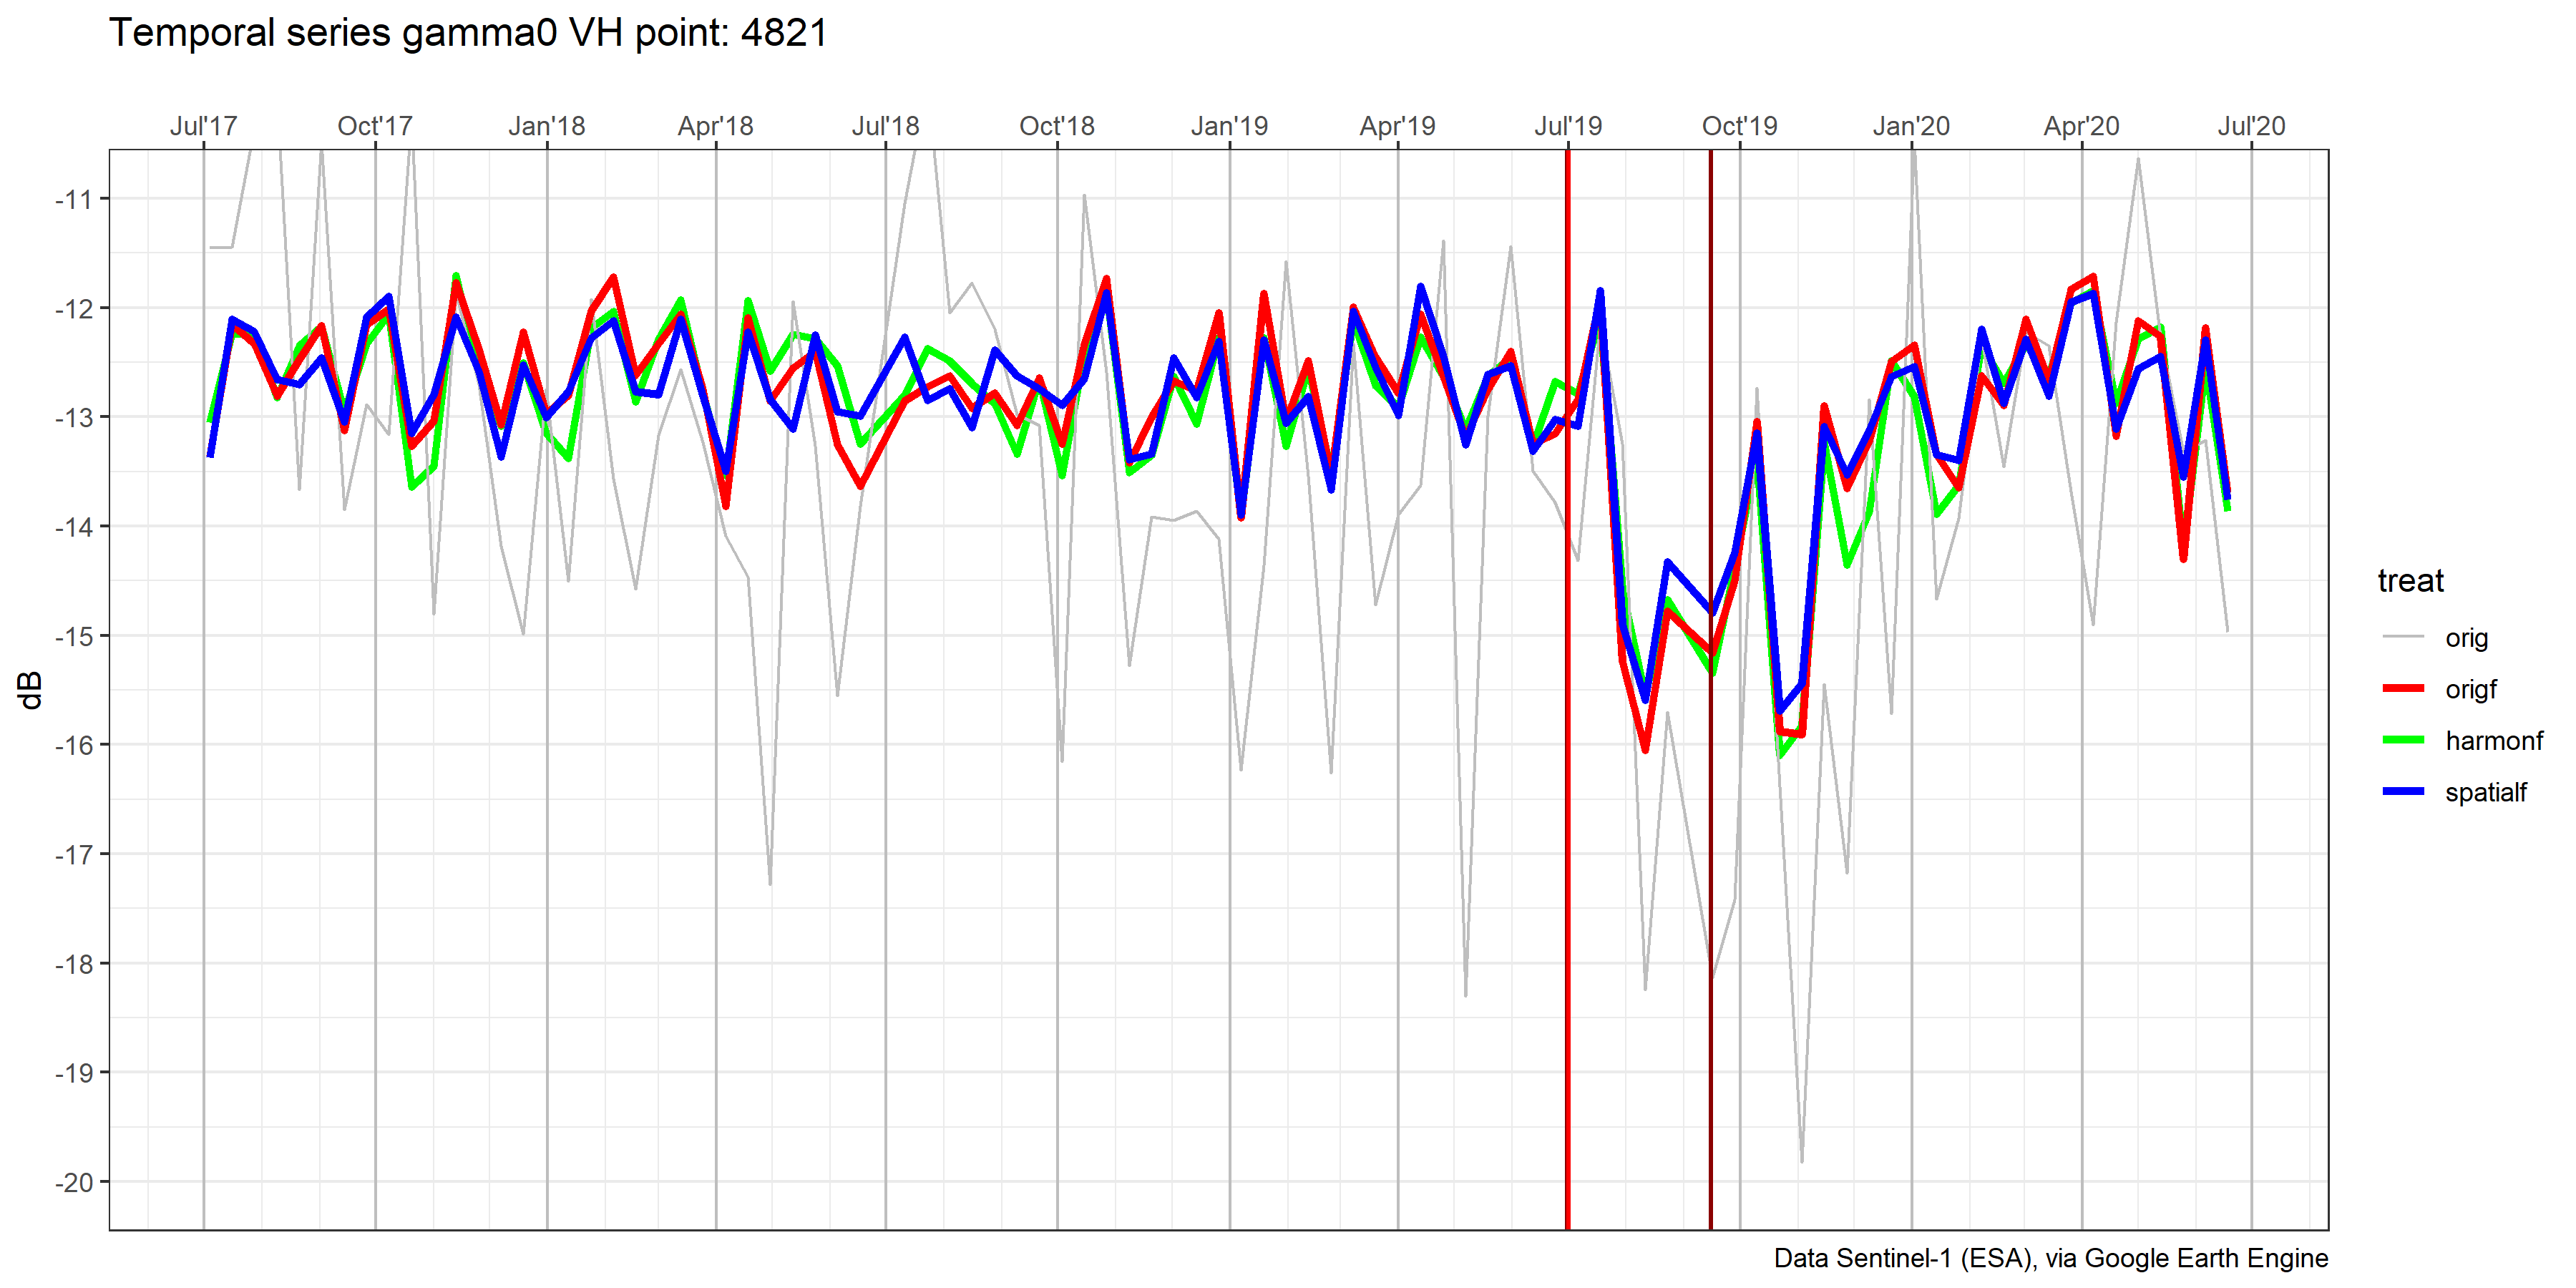 Temporal series gamma0 VH point: 4821
Jul'17 Oct'17 Jan'18 Apr'18 Jul'18 Oct'18 Jan'19 Apr'19 Jul'19 Oct'19 Jan'20 Apr'20 Jul'20
-11
-12
-13
-14
-15
-16
-17
-18
-19
-20
dB
treat
orig
origf
harmonf
spatialf
Data Sentinel-1 (ESA), via Google Earth Engine